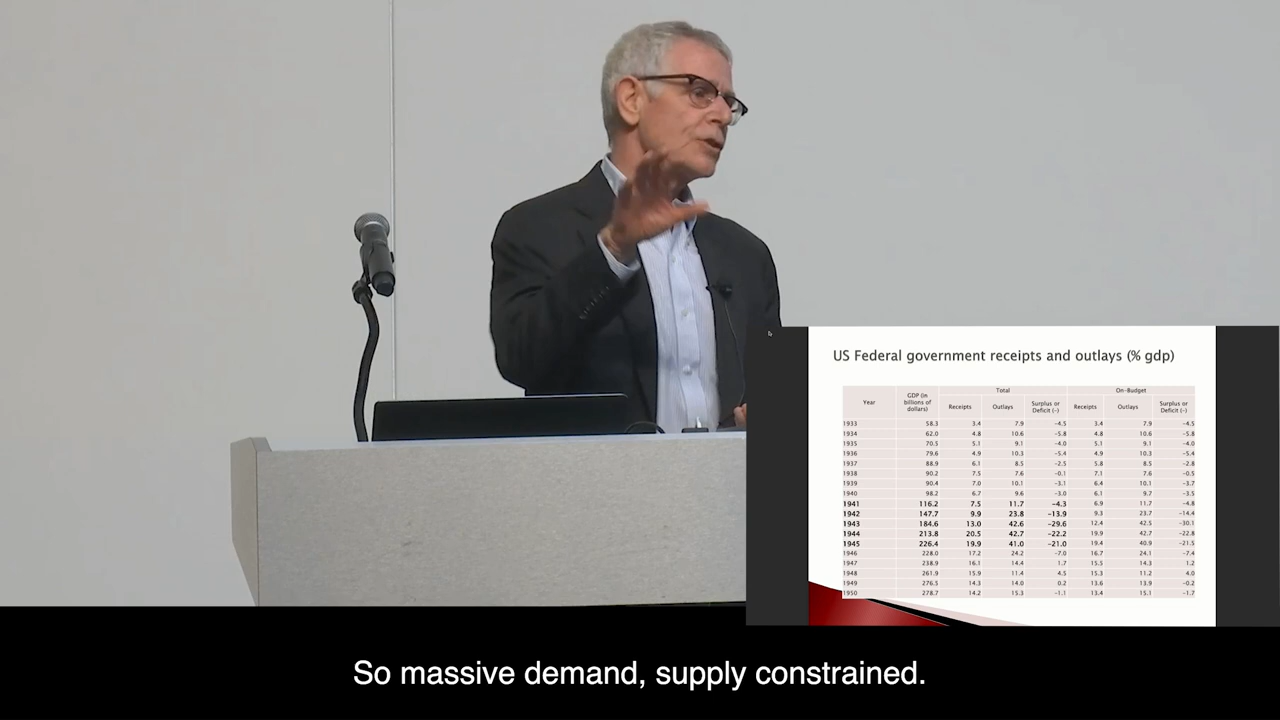 US Federal government receipts and outlays (% gdp)
Year GDP (in billions of dollars) Total On-Budget
Receipts Outlays Surplus or Deficit (-) Receipts Outlays Surplus or Deficit (-)
1933 58.3 3.4 7.9 -4.5 3.4 7.9 -4.5
1934 62.0 4.8 10.6 -5.8 4.8 10.6 -5.8
1935 70.5 5.1 9.1 -4.0 5.1 9.1 -4.0
1936 79.6 4.9 10.3 -5.4 4.9 10.3 -5.4
1937 88.9 6.1 8.5 -2.5 5.8 8.5 -2.8
1938 90.2 7.5 7.6 -0.1 7.1 7.6 -0.5
1939 90.4 7.0 10.1 -3.1 6.4 10.1 -3.7
1940 98.2 6.7 9.6 -3.0 6.1 9.7 -3.5
1941 116.2 7.5 11.7 -4.3 6.9 11.7 -4.8
1942 147.7 9.9 23.8 -13.9 9.3 23.7 -14.4
1943 184.6 13.0 42.6 -29.6 12.4 42.5 -30.1
1944 213.8 20.5 42.7 -22.2 19.9 42.7 -22.8
1945 226.4 19.9 41.0 -21.0 19.4 40.9 -21.5
1946 228.0 17.2 24.2 -7.0 16.7 24.1 -7.4
1947 238.9 16.1 14.4 1.7 15.5 14.3 1.2
1948 261.9 15.9 11.4 4.5 15.3 11.2 4.0
1949 276.5 14.3 14.0 0.2 13.6 13.9 -0.2
1950 278.7 14.2 15.3 -1.1 13.4 15.1 -1.7
So massive demand, supply constrained.